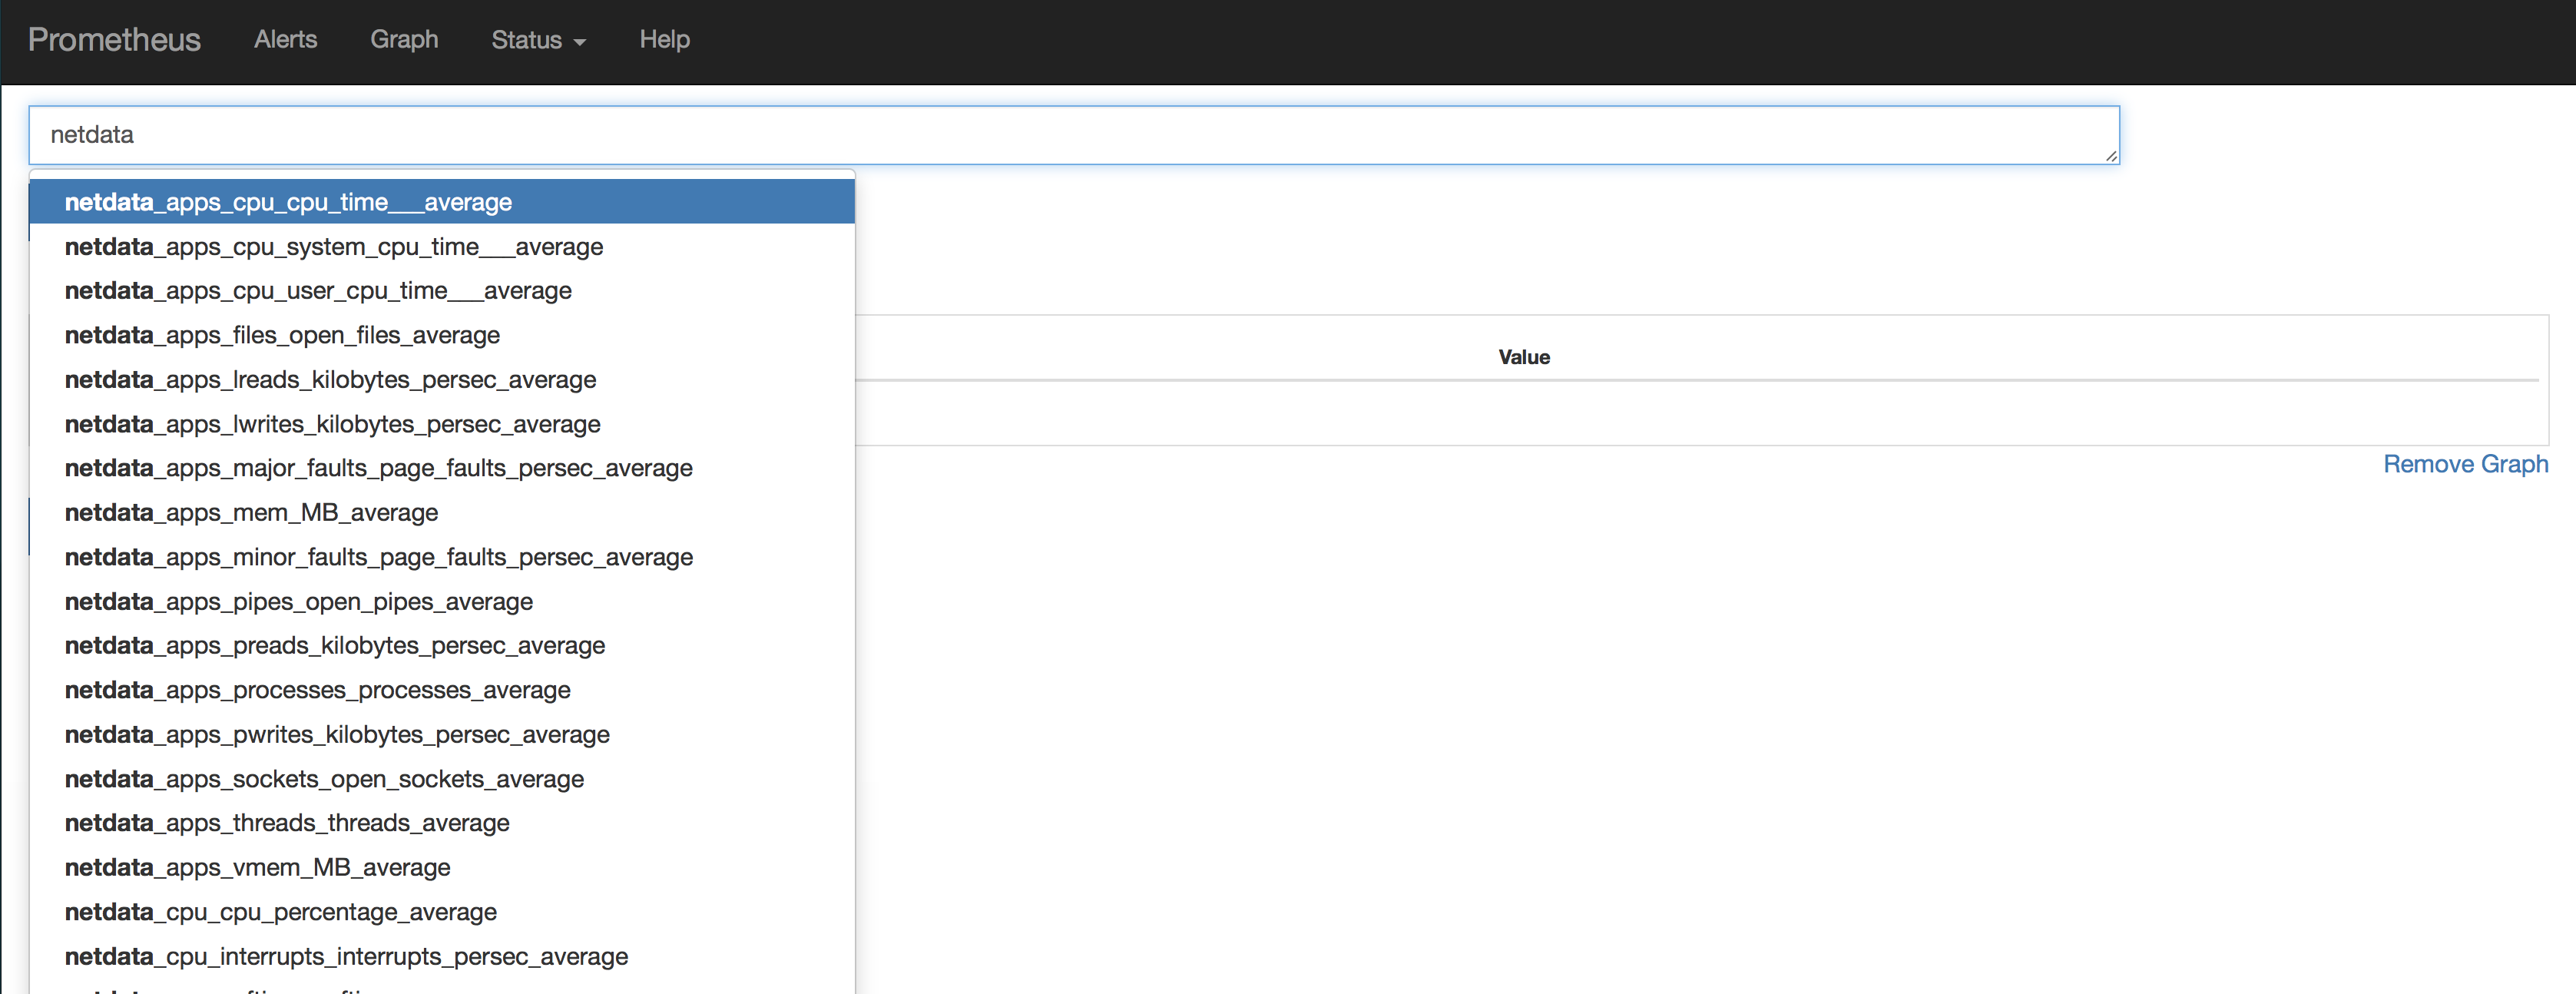 Prometheus Alerts Graph Status Help
netdata
netdata_apps_cpu_cpu_time___average
netdata_apps_cpu_system_cpu_time___average
netdata_apps_cpu_user_cpu_time___average
netdata_apps_files_open_files_average
netdata_apps_lreads_kilobytes_persec_average
netdata_apps_lwrites_kilobytes_persec_average
netdata_apps_major_faults_page_faults_persec_average
netdata_apps_mem_MB_average
netdata_apps_minor_faults_page_faults_persec_average
netdata_apps_pipes_open_pipes_average
netdata_apps_preads_kilobytes_persec_average
netdata_apps_processes_processes_average
netdata_apps_pwrites_kilobytes_persec_average
netdata_apps_sockets_open_sockets_average
netdata_apps_threads_threads_average
netdata_apps_vmem_MB_average
netdata_cpu_cpu_percentage_average
netdata_cpu_interrupts_interrupts_persec_average
Value
Remove Graph